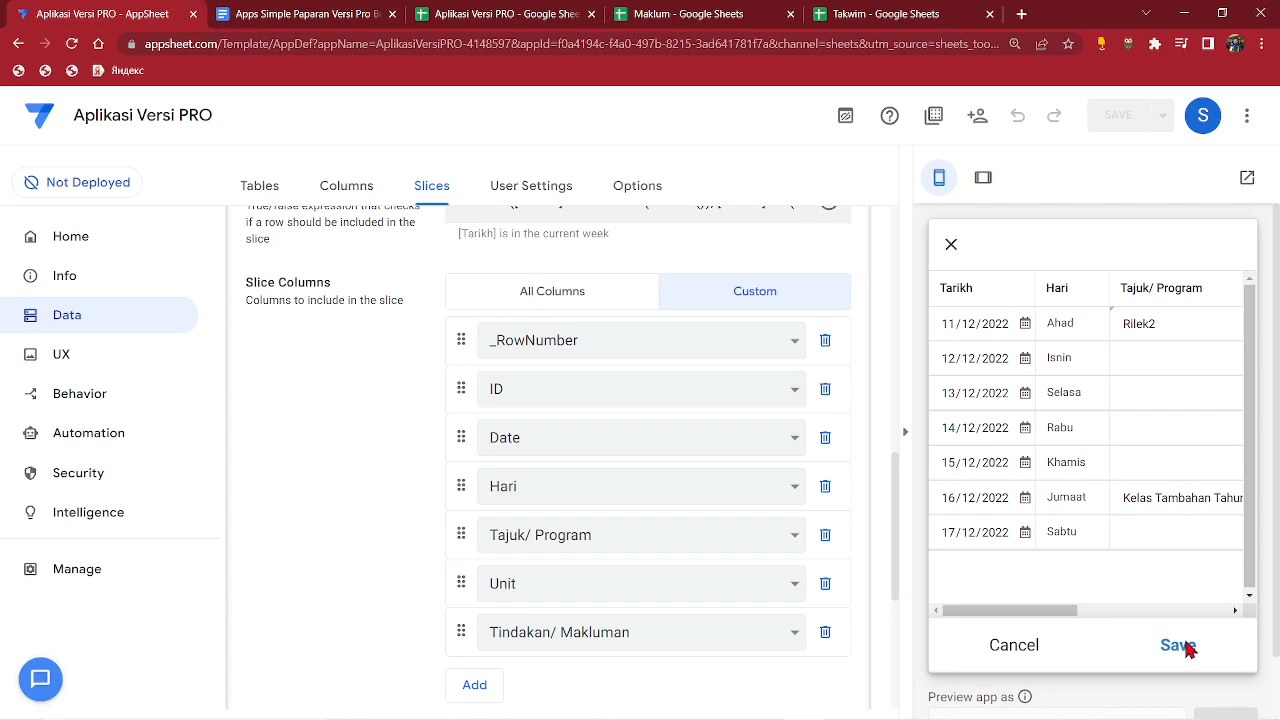 Aplikasi Versi PRO - AppSheet
Apps Simple Paparan Versi Pro B
Aplikasi Versi PRO - Google Shee
Maklum - Google Sheets
Takwim - Google Sheets
appsheet.com/Template/AppDef?appName=AplikasiVersiPRO-4148597&appId=f0a4194c-f4a0-497b-8215-3ad641781f7a&channel=sheets&utm_source=sheets_too...
Яндекс
Aplikasi Versi PRO
SAVE
S
Not Deployed
Tables
Columns
Slices
User Settings
Options
Home
Info
Data
UX
Behavior
Automation
Security
Intelligence
Manage
True/false expression that checks
if a row should be included in the
slice
[Tarikh] is in the current week
Slice Columns
Columns to include in the slice
All Columns
Custom
_RowNumber
ID
Date
Hari
Tajuk/ Program
Unit
Tindakan/ Makluman
Add
Tarikh Hari Tajuk/ Program
11/12/2022 Ahad Rilek2
12/12/2022 Isnin
13/12/2022 Selasa
14/12/2022 Rabu
15/12/2022 Khamis
16/12/2022 Jumaat Kelas Tambahan Tahur
17/12/2022 Sabtu
Cancel
Save
Preview app as